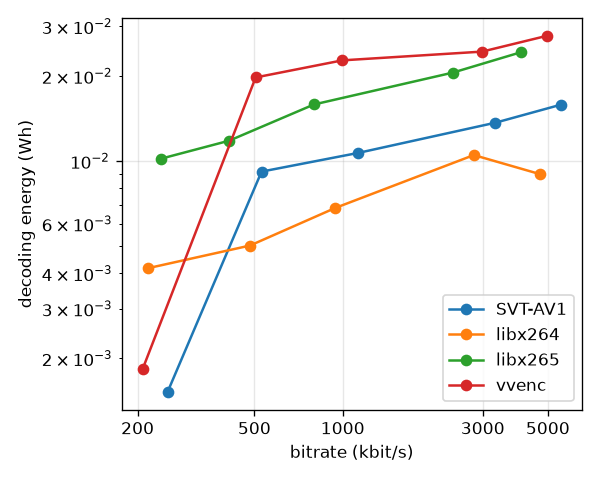 3 × 10⁻²
2 × 10⁻²
10⁻²
6 × 10⁻³
4 × 10⁻³
3 × 10⁻³
2 × 10⁻³
decoding energy (Wh)
SVT-AV1
libx264
libx265
vvenc
200 500 1000 3000 5000
bitrate (kbit/s)